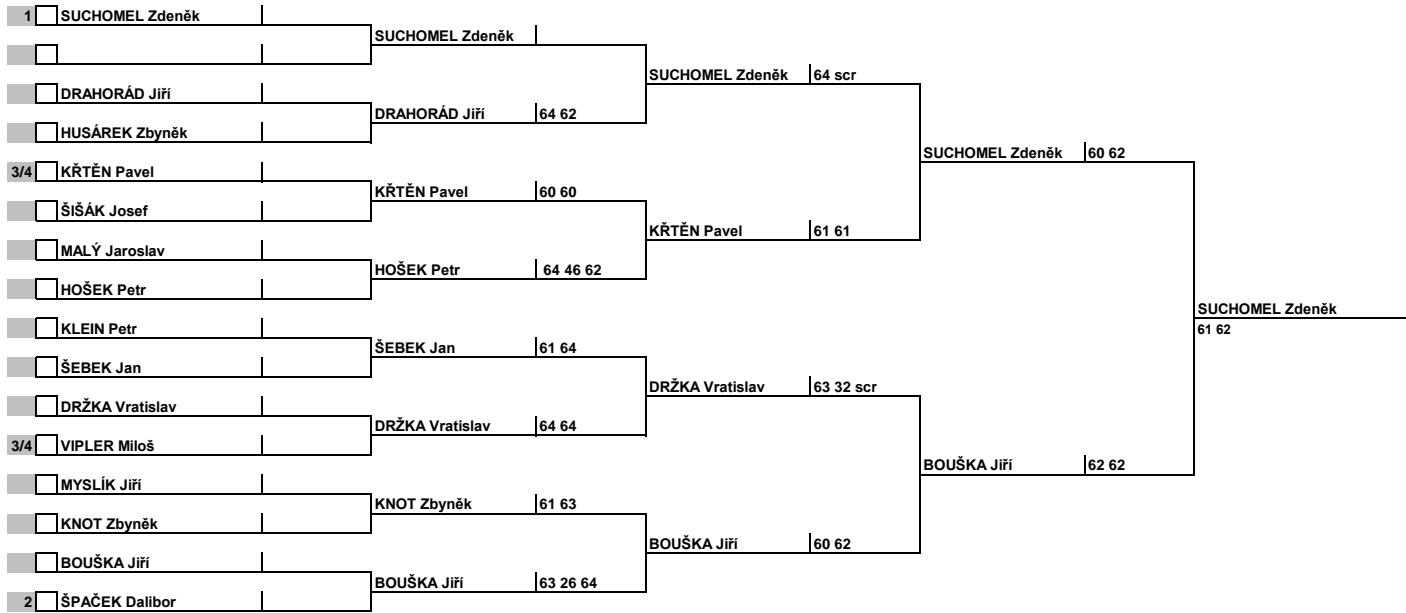 1 SUCHOMEL Zdeněk
SUCHOMEL Zdeněk
SUCHOMEL Zdeněk 64 scr
DRAHORÁD Jiří
DRAHORÁD Jiří 64 62
HUSÁREK Zbyněk
SUCHOMEL Zdeněk 60 62
3/4 KŘTĚN Pavel
KŘTĚN Pavel 60 60
ŠIŠÁK Josef
KŘTĚN Pavel 61 61
MALÝ Jaroslav
HOŠEK Petr 64 46 62
HOŠEK Petr
SUCHOMEL Zdeněk
61 62
KLEIN Petr
ŠEBEK Jan 61 64
ŠEBEK Jan
DRŽKA Vratislav 63 32 scr
DRŽKA Vratislav
DRŽKA Vratislav 64 64
3/4 VIPLER Miloš
BOUŠKA Jiří 62 62
MYSLÍK Jiří
KNOT Zbyněk 61 63
KNOT Zbyněk
BOUŠKA Jiří 60 62
BOUŠKA Jiří
BOUŠKA Jiří 63 26 64
2 ŠPAČEK Dalibor